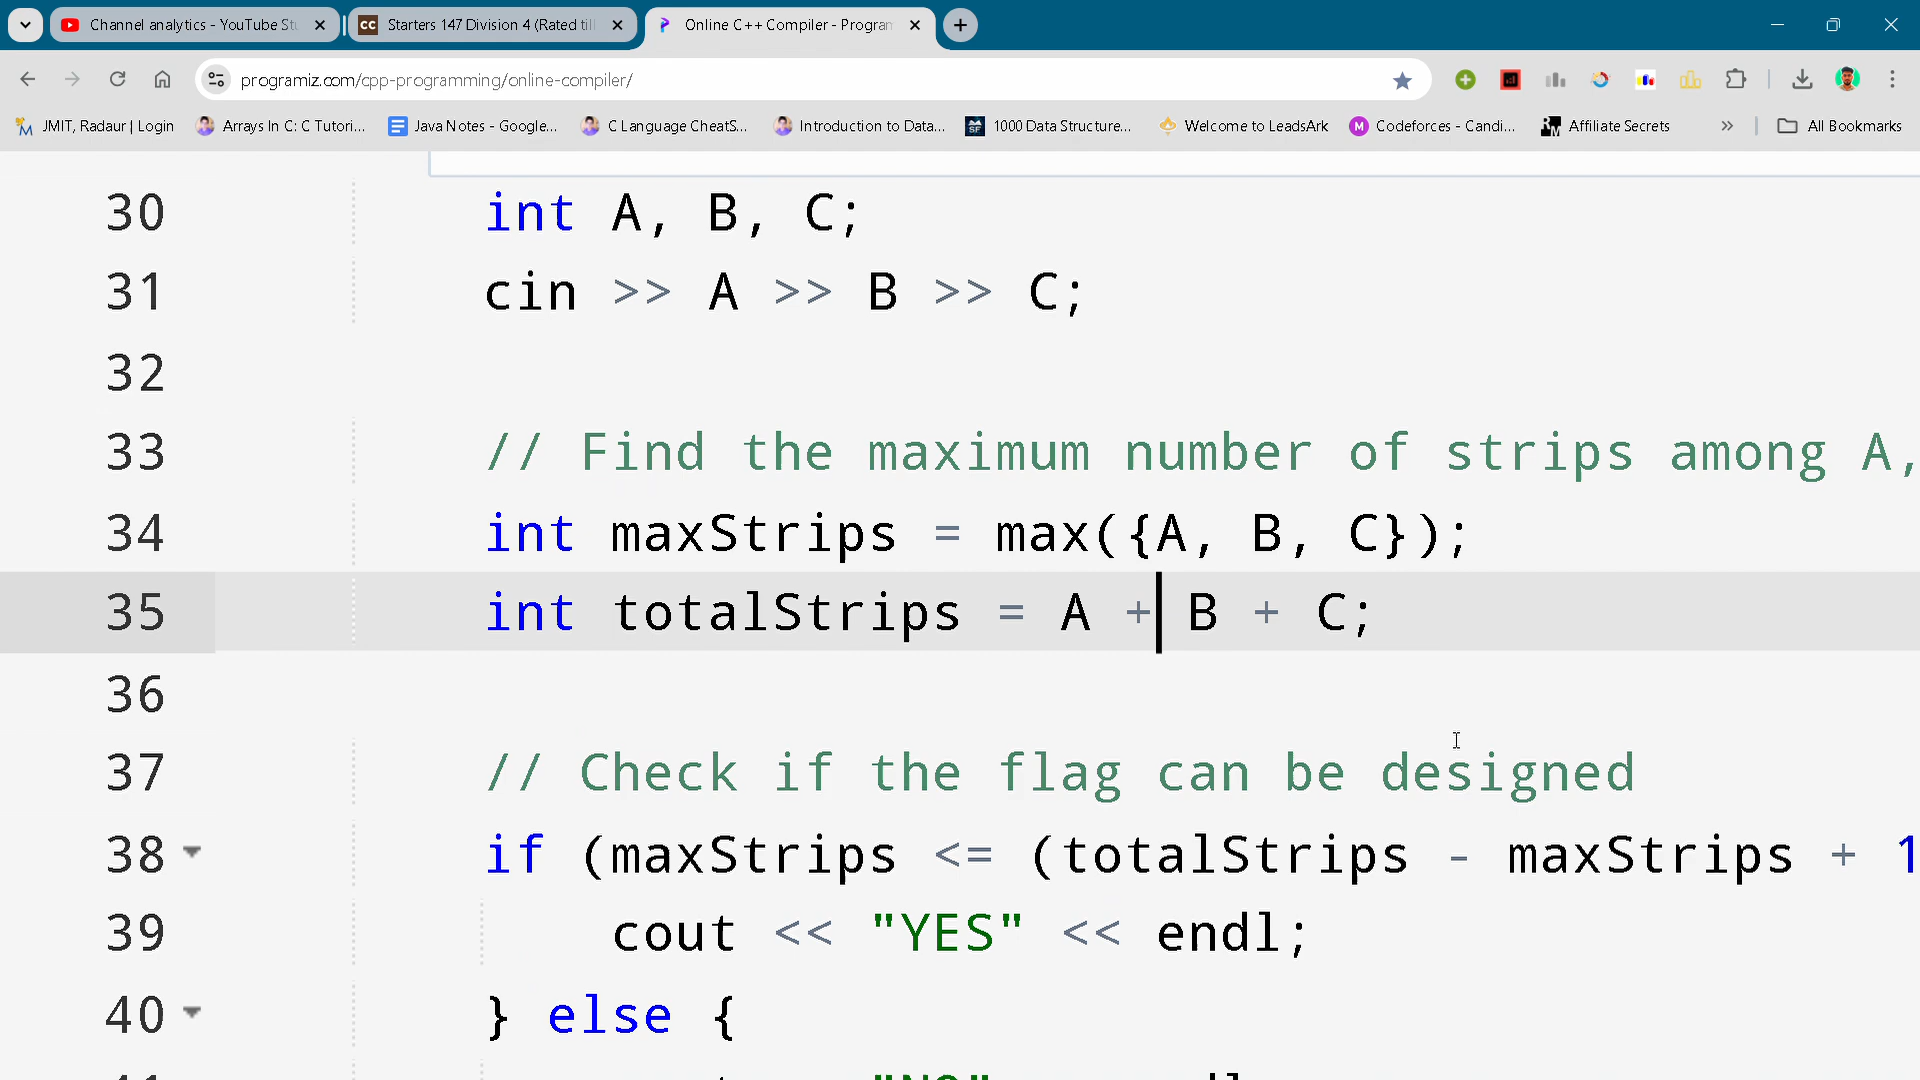 Channel analytics - YouTube Stu
Starters 147 Division 4 (Rated till
Online C++ Compiler - Program
programiz.com/cpp-programming/online-compiler/
JMIT, Radaur | Login
Arrays In C: C Tutori...
Java Notes - Google...
C Language CheatS...
Introduction to Data...
1000 Data Structure...
Welcome to LeadsArk
Codeforces - Candi...
Affiliate Secrets
All Bookmarks
30 int A, B, C;
31 cin >> A >> B >> C;
32
33 // Find the maximum number of strips among A,
34 int maxStrips = max({A, B, C});
35 int totalStrips = A + B + C;
36
37 // Check if the flag can be designed
38 if (maxStrips <= (totalStrips - maxStrips + 1
39 cout << "YES" << endl;
40 } else {